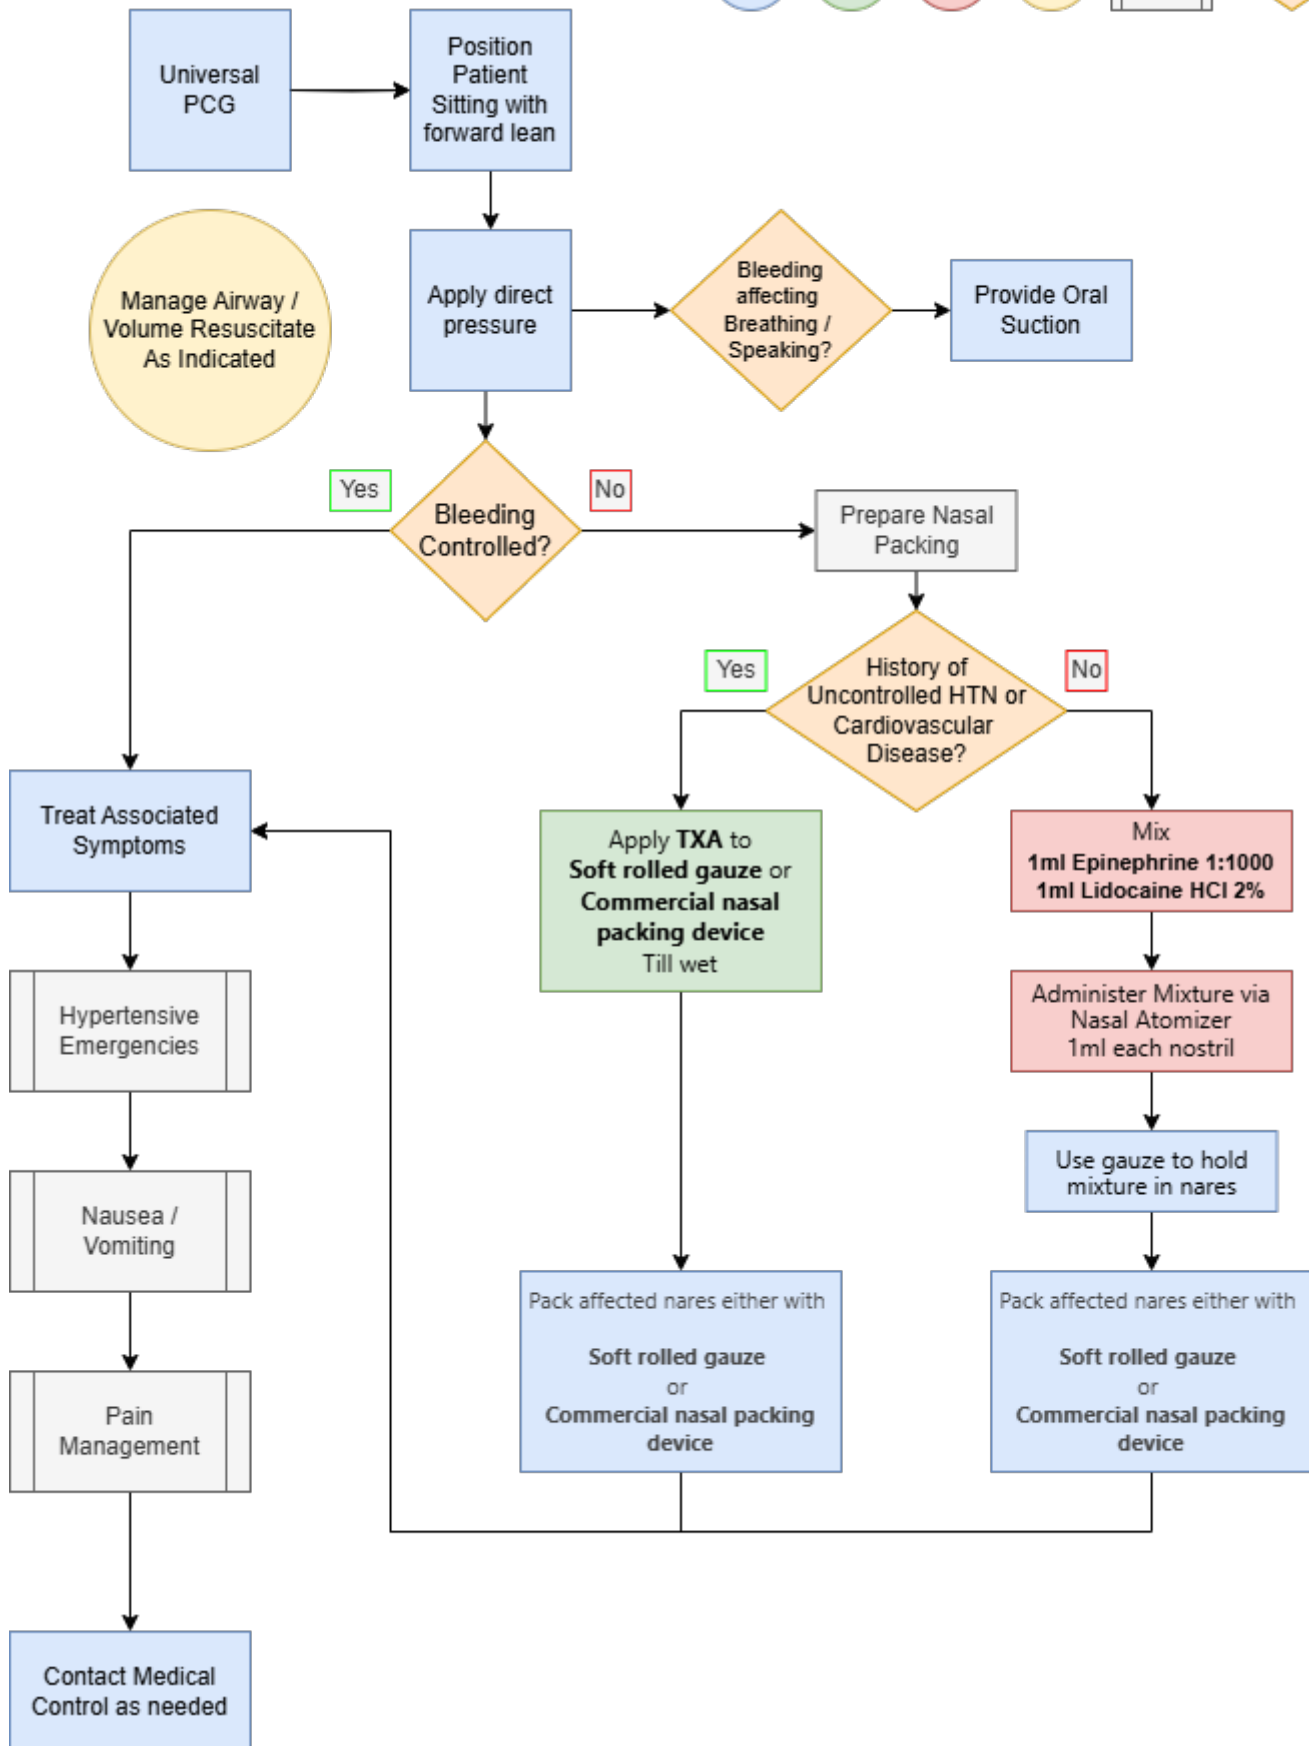 Universal
PCG
Position
Patient
Sitting with
forward lean
Manage Airway /
Volume Resuscitate
As Indicated
Apply direct
pressure
Bleeding
affecting
Breathing /
Speaking?
Provide Oral
Suction
Yes
Bleeding
Controlled?
No
Prepare Nasal
Packing
Yes
History of
Uncontrolled HTN or
Cardiovascular
Disease?
No
Treat Associated
Symptoms
Apply TXA to
Soft rolled gauze or
Commercial nasal
packing device
Till wet
Mix
1ml Epinephrine 1:1000
1ml Lidocaine HCl 2%
Hypertensive
Emergencies
Administer Mixture via
Nasal Atomizer
1ml each nostril
Nausea /
Vomiting
Use gauze to hold
mixture in nares
Pack affected nares either with
Soft rolled gauze
or
Commercial nasal packing
device
Pack affected nares either with
Soft rolled gauze
or
Commercial nasal packing
device
Pain
Management
Contact Medical
Control as needed